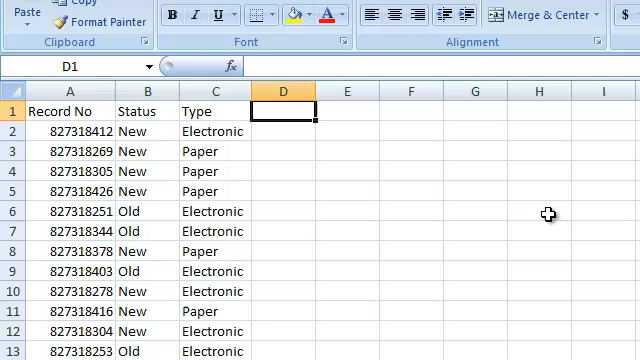 Copy
Paste
Format Painter
B I U A
Merge & Center $
Clipboard Font Alignment
D1 fx
A B C D E F G H I
1 Record No Status Type
2 827318412 New Electronic
3 827318269 New Paper
4 827318305 New Paper
5 827318426 New Paper
6 827318251 Old Electronic
7 827318344 Old Electronic
8 827318378 New Paper
9 827318403 Old Electronic
10 827318278 New Electronic
11 827318416 New Paper
12 827318304 New Electronic
13 827318253 Old Electronic